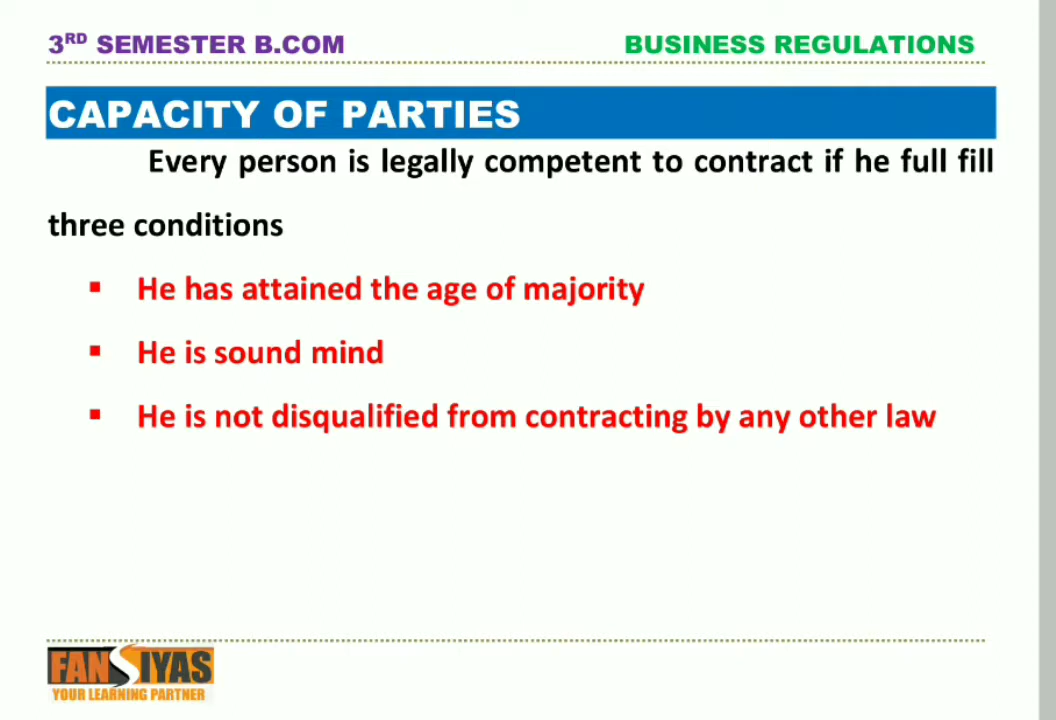 3RD SEMESTER B.COM BUSINESS REGULATIONS
CAPACITY OF PARTIES
Every person is legally competent to contract if he full fill
three conditions
▪ He has attained the age of majority
▪ He is sound mind
▪ He is not disqualified from contracting by any other law
FANSIYAS
YOUR LEARNING PARTNER